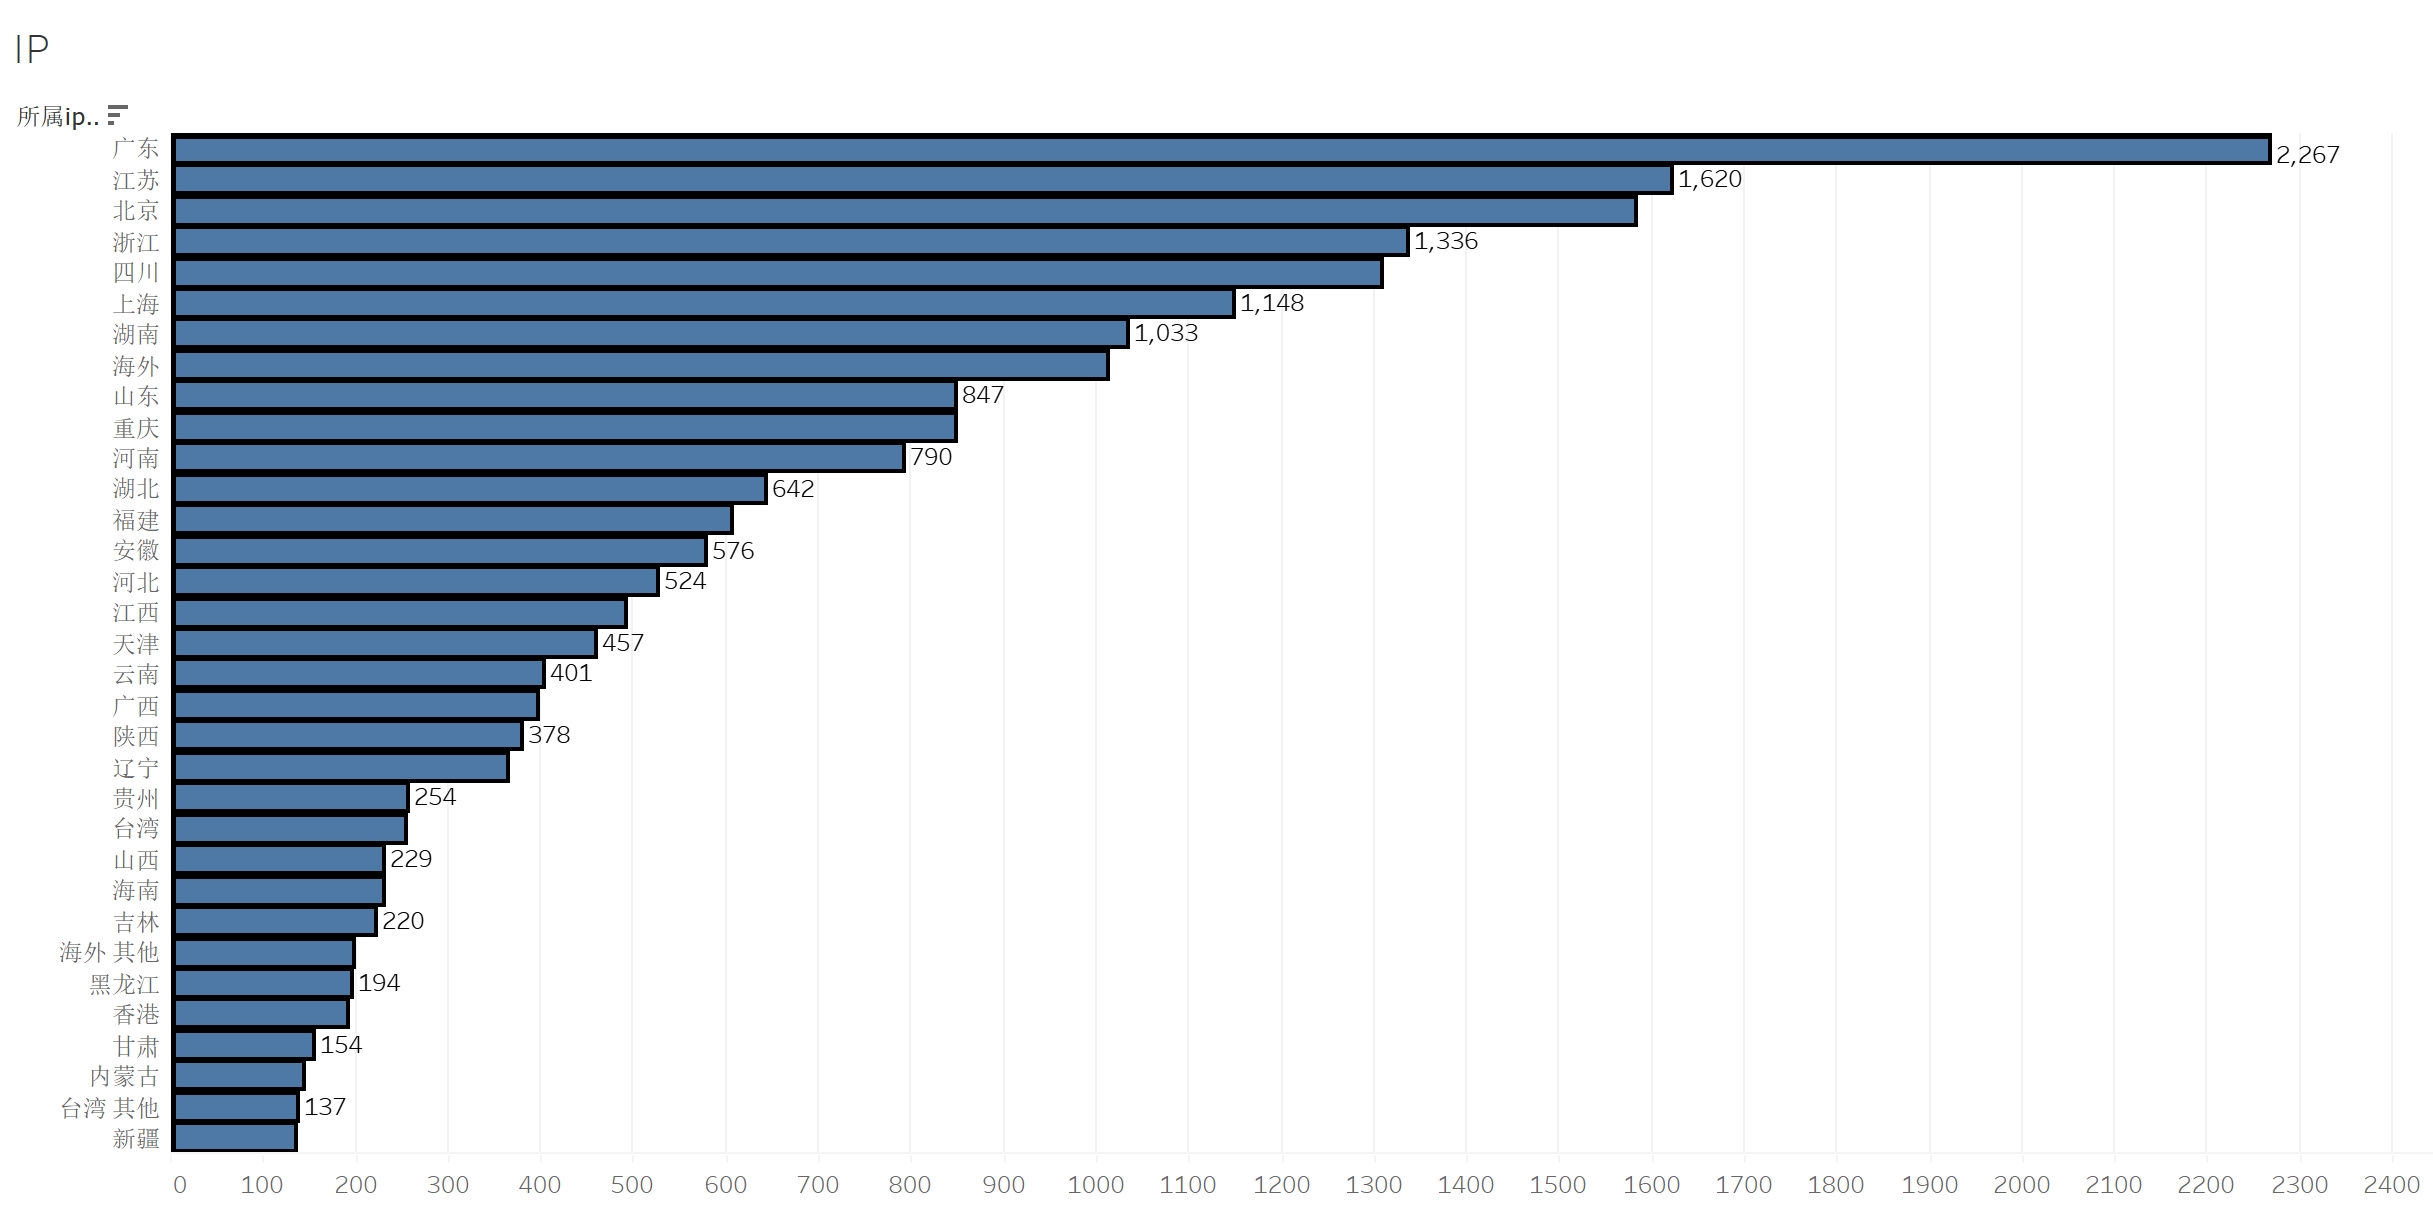 IP
所属ip..
广东 2,267
江苏 1,620
北京
浙江 1,336
四川
上海 1,148
湖南 1,033
海外
山东 847
重庆
河南 790
湖北 642
福建
安徽 576
河北 524
江西
天津 457
云南 401
广西
陕西 378
辽宁
贵州 254
台湾
山西 229
海南
吉林 220
海外 其他
黑龙江 194
香港
甘肃 154
内蒙古
台湾 其他 137
新疆
0 100 200 300 400 500 600 700 800 900 1000 1100 1200 1300 1400 1500 1600 1700 1800 1900 2000 2100 2200 2300 2400